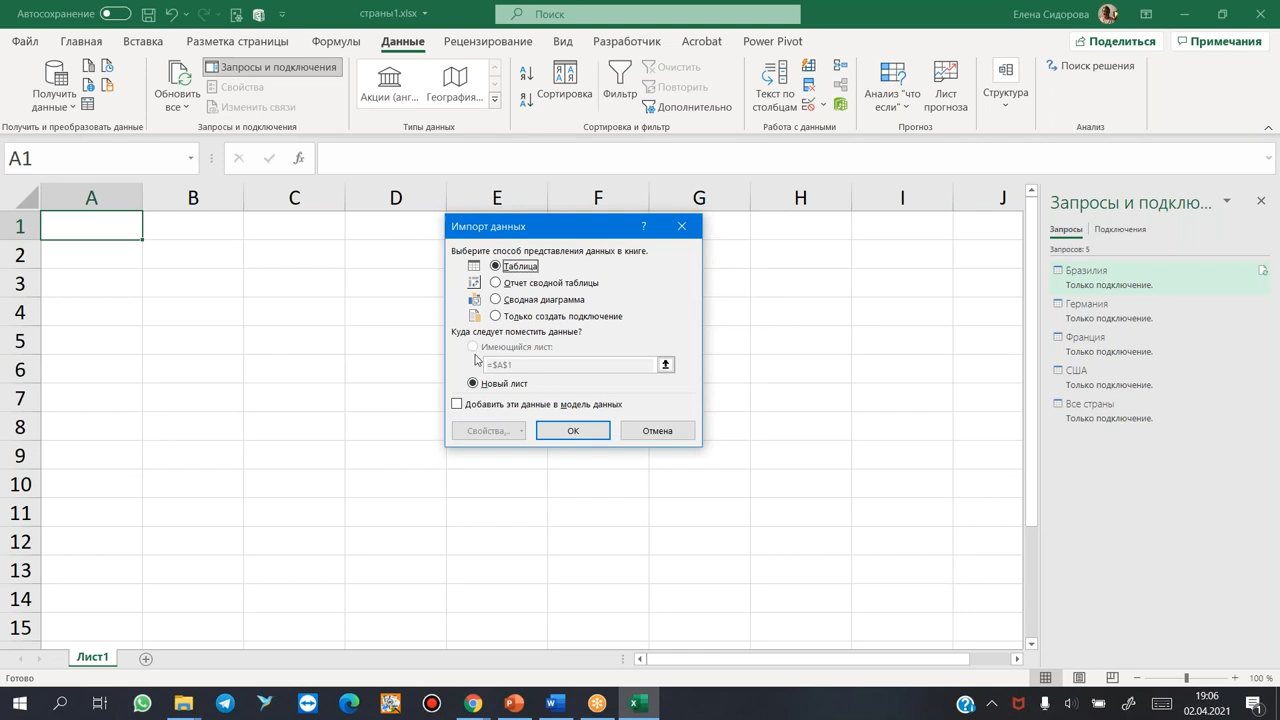 Автосохранение
страны1.xlsx
Поиск
Елена Сидорова
Файл Главная Вставка Разметка страницы Формулы Данные Рецензирование Вид Разработчик Acrobat Power Pivot
Поделиться
Примечания
Получить данные
Получить и преобразовать данные
Обновить все
Запросы и подключения
Свойства
Изменить связи
Запросы и подключения
Акции (анг...
География...
Типы данных
Сортировка
Фильтр
Очистить
Повторить
Дополнительно
Сортировка и фильтр
Текст по столбцам
Работа с данными
Анализ "что если"
Лист прогноза
Прогноз
Структура
Поиск решения
Анализ
A1
fx
A B C D E F G H I J
1
2
3
4
5
6
7
8
9
10
11
12
13
14
15
Импорт данных
?
Выберите способ представления данных в книге.
Таблица
Отчет сводной таблицы
Сводная диаграмма
Только создать подключение
Куда следует поместить данные?
Имеющийся лист:
=$A$1
Новый лист
Добавить эти данные в модель данных
Свойства...
ОК
Отмена
Запросы и подклю...
Запросы Подключения
Запросов: 5
Бразилия
Только подключение.
Германия
Только подключение.
Франция
Только подключение.
США
Только подключение.
Все страны
Только подключение.
Лист1
Готово
100 %
19:06
02.04.2021